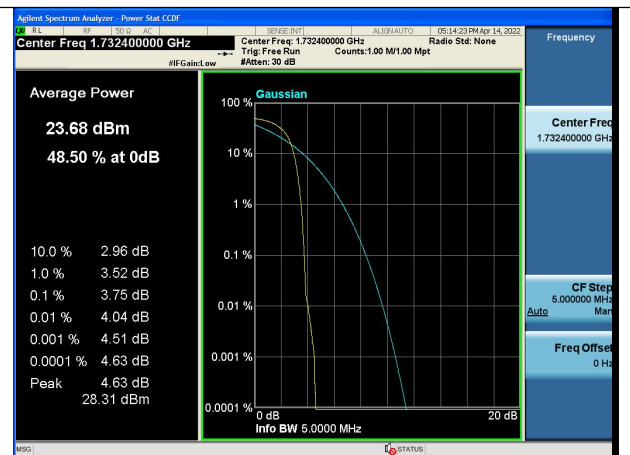 Agilent Spectrum Analyzer - Power Stat CCDF
RL RF 50 Ω AC SENSE:INT ALIGN AUTO 05:14:23 PM Apr 14, 2022
Center Freq 1.732400000 GHz
Center Freq: 1.732400000 GHz Radio Std: None
Trig: Free Run Counts:1.00 M/1.00 Mpt
#IFGain:Low #Atten: 30 dB
Frequency
Average Power
23.68 dBm
48.50 % at 0dB
10.0 % 2.96 dB
1.0 % 3.52 dB
0.1 % 3.75 dB
0.01 % 4.04 dB
0.001 % 4.51 dB
0.0001 % 4.63 dB
Peak 4.63 dB
28.31 dBm
Gaussian
100 %
10 %
1 %
0.1 %
0.01 %
0.001 %
0.0001 %
0 dB 20 dB
Info BW 5.0000 MHz
Center Freq
1.732400000 GHz
CF Step
5.000000 MHz
Auto Man
Freq Offset
0 Hz
MSG STATUS